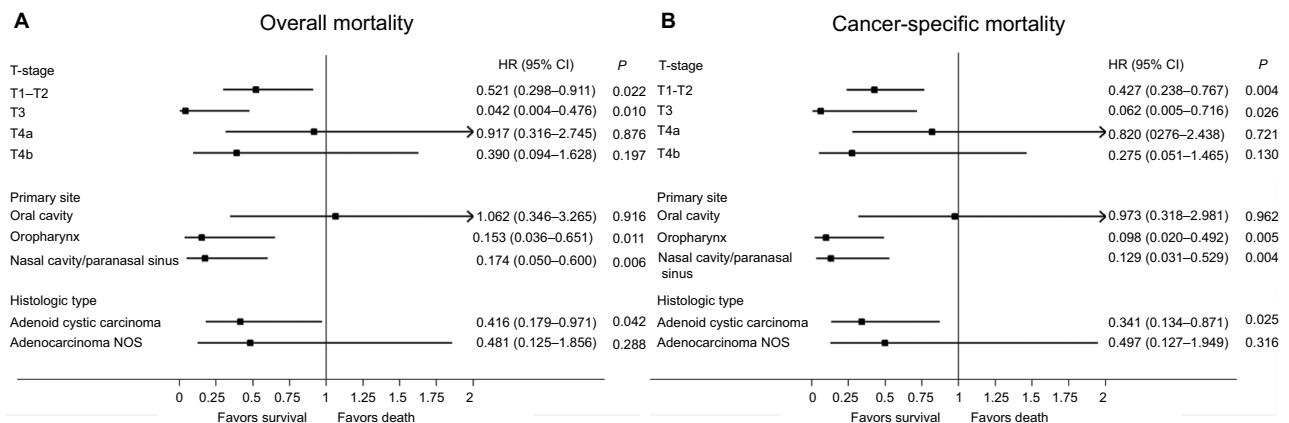 A
Overall mortality
T-stage HR (95% CI) P
T1–T2 0.521 (0.298–0.911) 0.022
T3 0.042 (0.004–0.476) 0.010
T4a 0.917 (0.316–2.745) 0.876
T4b 0.390 (0.094–1.628) 0.197
Primary site
Oral cavity 1.062 (0.346–3.265) 0.916
Oropharynx 0.153 (0.036–0.651) 0.011
Nasal cavity/paranasal sinus 0.174 (0.050–0.600) 0.006
Histologic type
Adenoid cystic carcinoma 0.416 (0.179–0.971) 0.042
Adenocarcinoma NOS 0.481 (0.125–1.856) 0.288
0 0.25 0.5 0.75 1 1.25 1.5 1.75 2
Favors survival Favors death
B
Cancer-specific mortality
T-stage HR (95% CI) P
T1-T2 0.427 (0.238–0.767) 0.004
T3 0.062 (0.005–0.716) 0.026
T4a 0.820 (0276–2.438) 0.721
T4b 0.275 (0.051–1.465) 0.130
Primary site
Oral cavity 0.973 (0.318–2.981) 0.962
Oropharynx 0.098 (0.020–0.492) 0.005
Nasal cavity/paranasal 0.129 (0.031–0.529) 0.004
sinus
Histologic type
Adenoid cystic carcinoma 0.341 (0.134–0.871) 0.025
Adenocarcinoma NOS 0.497 (0.127–1.949) 0.316
0 0.25 0.5 0.75 1 1.25 1.5 1.75 2
Favors survival Favors death